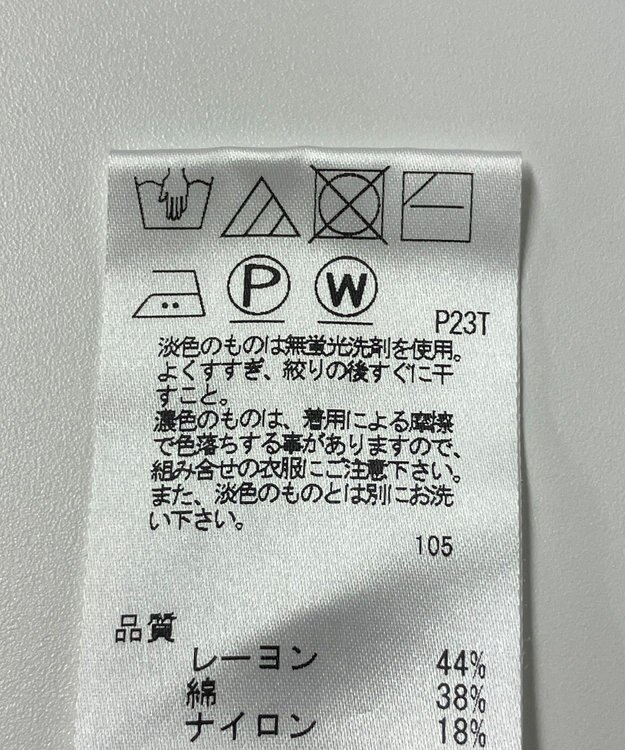 P W P23T
淡色のものは無蛍光洗剤を使用。
よくすすぎ、絞りの後すぐに干
すこと。
濃色のものは、着用による摩擦
で色落ちする事がありますので、
組み合せの衣服にご注意下さい。
また、淡色のものとは別にお洗
い下さい。
105
品質
レーヨン 44%
綿 38%
ナイロン 18%